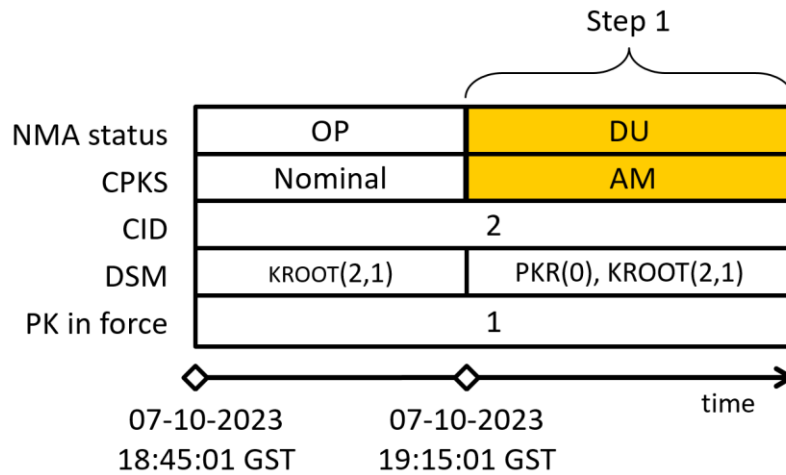 Step 1
NMA status OP DU
CPKS Nominal AM
CID 2
DSM KROOT(2,1) PKR(0), KROOT(2,1)
PK in force 1
time
07-10-2023 07-10-2023
18:45:01 GST 19:15:01 GST